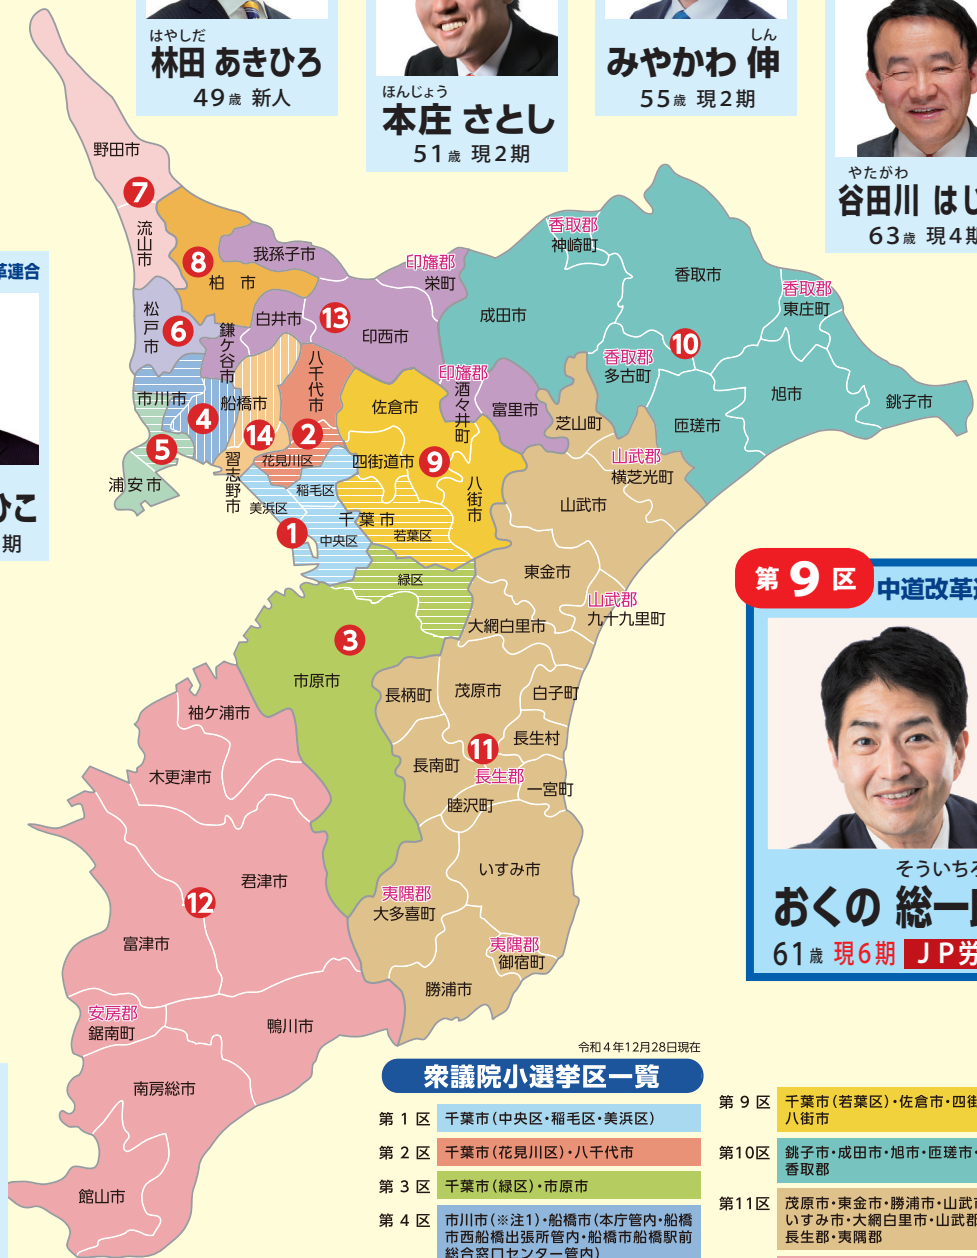 はやしだ
林田 あきひろ
49歳 新人
ほんじょう
本庄 さとし
51歳 現2期
しん
みやかわ 伸
55歳 現2期
やたがわ
谷田川 はじ
63歳 現4期
革連合
ひこ
期
野田市
7
流山市
8
柏市
我孫子市
印旛郡
栄町
香取郡
神崎町
香取市
香取郡
東庄町
成田市
松戸市
6
鎌ケ谷市
白井市
13
印西市
10
香取郡
多古町
旭市
銚子市
匝瑳市
印旛郡
酒々井町
富里市
八千代市
佐倉市
市川市
4
船橋市
14
2
5
花見川区
四街道市
9
八街市
芝山町
山武郡
横芝光町
山武市
浦安市
習志野市
稲毛区
美浜区
千葉市
1
中央区
若葉区
緑区
東金市
山武郡
九十九里町
大網白里市
3
市原市
長柄町
茂原市
白子町
袖ケ浦市
11
長生村
長南町
長生郡
一宮町
睦沢町
木更津市
いすみ市
君津市
夷隅郡
大多喜町
12
富津市
夷隅郡
御宿町
勝浦市
安房郡
鋸南町
鴨川市
南房総市
館山市
第9区
中道改革連
そういちろ
おくの 総一郎
61歳 現6期 JP労
令和4年12月28日現在
衆議院小選挙区一覧
第1区 千葉市(中央区・稲毛区・美浜区)
第2区 千葉市(花見川区)・八千代市
第3区 千葉市(緑区)・市原市
第4区 市川市(※注1)・船橋市(本庁管内・船橋
市西船橋出張所管内・船橋市船橋駅前
総合窓口センター管内)
第9区 千葉市(若葉区)・佐倉市・四街
八街市
第10区 銚子市・成田市・旭市・匝瑳市・
香取郡
第11区 茂原市・東金市・勝浦市・山武市
いすみ市・大網白里市・山武郡
長生郡・夷隅郡